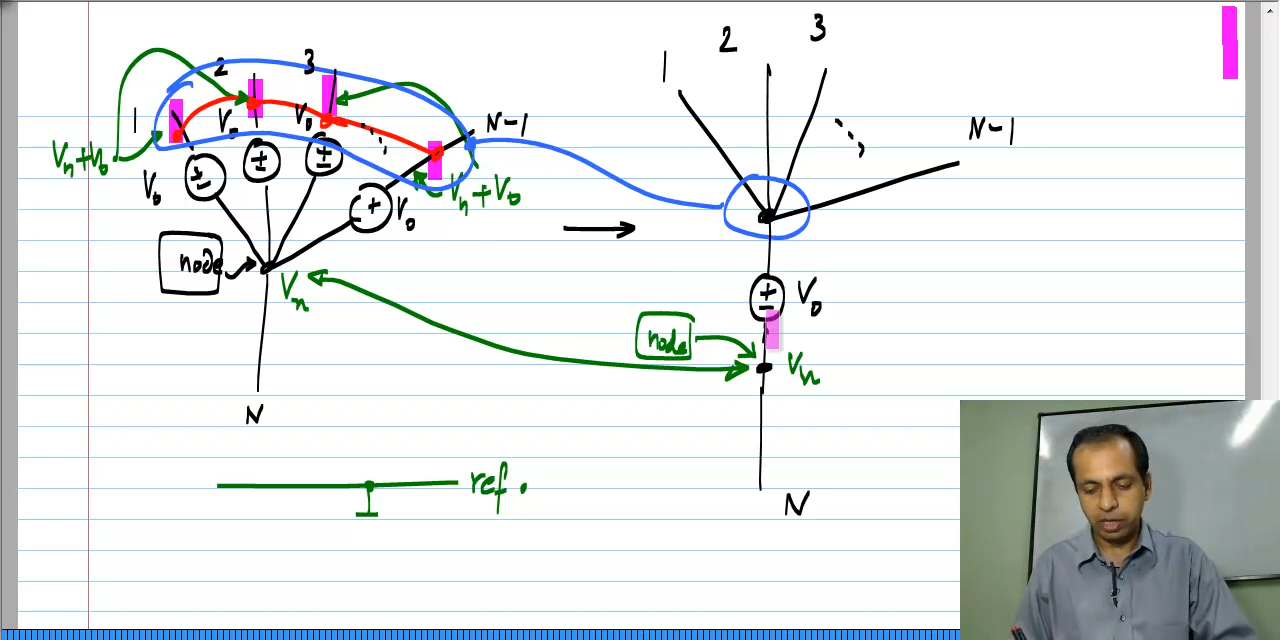 1 2 3 N-1
V₀ V₀ V₀ V₀
± ± ± +
Vₙ+V₀
Vₙ+V₀
node
Vₙ
N
ref.
1 2 3 N-1
± V₀
node
Vₙ
N